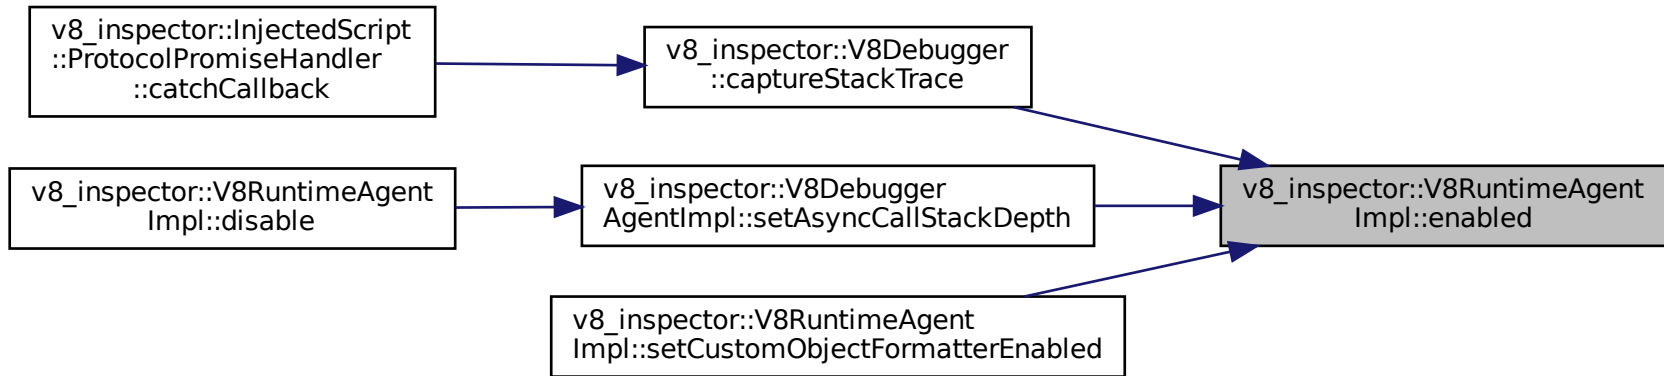 v8_inspector::InjectedScript
::ProtocolPromiseHandler
::catchCallback
v8_inspector::V8Debugger
::captureStackTrace
v8_inspector::V8RuntimeAgent
Impl::disable
v8_inspector::V8Debugger
AgentImpl::setAsyncCallStackDepth
v8_inspector::V8RuntimeAgent
Impl::enabled
v8_inspector::V8RuntimeAgent
Impl::setCustomObjectFormatterEnabled